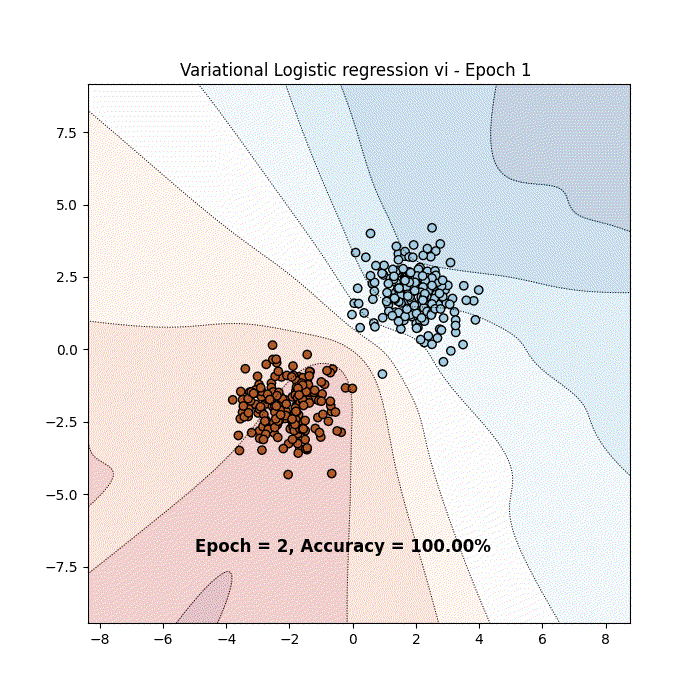 Variational Logistic regression vi - Epoch 1
7.5
5.0
2.5
0.0
−2.5
−5.0
−7.5
Epoch = 2, Accuracy = 100.00%
−8 −6 −4 −2 0 2 4 6 8